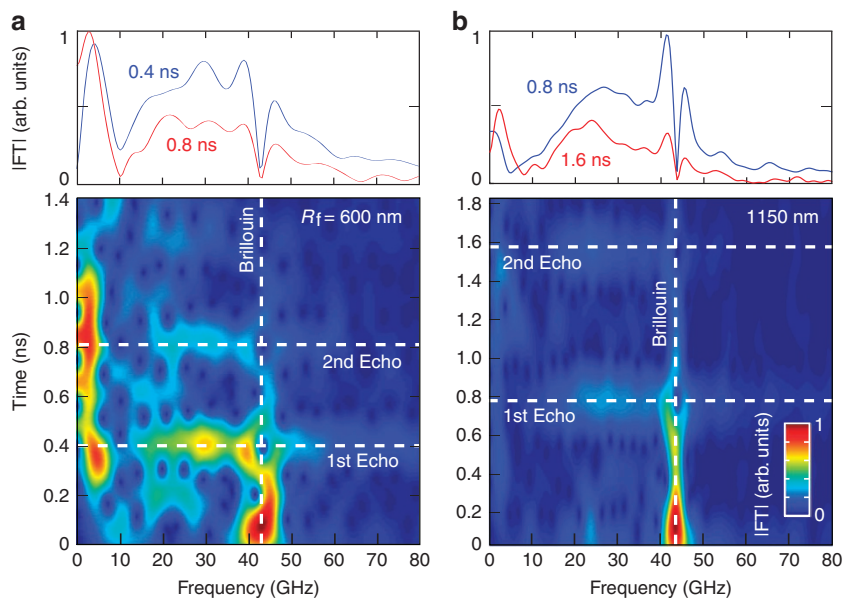 a
b
|FT| (arb. units)
1
0
0.4 ns
0.8 ns
1
0
0.8 ns
1.6 ns
Time (ns)
1.4
1.2
1.0
0.8
0.6
0.4
0.2
0
R_f = 600 nm
Brillouin
2nd Echo
1st Echo
0 10 20 30 40 50 60 70 80
Frequency (GHz)
1.8
1.6
1.4
1.2
1.0
0.8
0.6
0.4
0.2
0
1150 nm
2nd Echo
Brillouin
1st Echo
1
0
|FT| (arb. units)
0 10 20 30 40 50 60 70 80
Frequency (GHz)